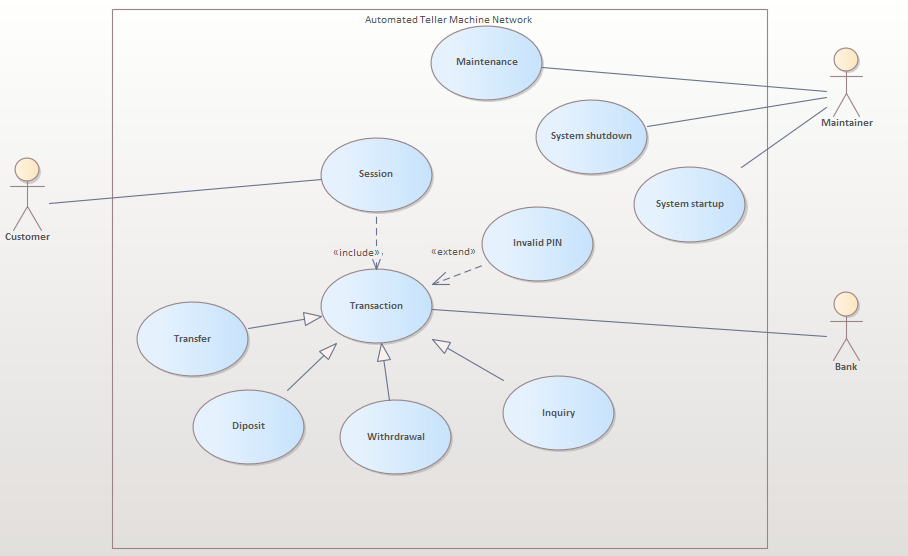 Automated Teller Machine Network
Maintenance
Maintainer
System shutdown
Session
System startup
Customer
Invalid PIN
«include»
«extend»
Transaction
Transfer
Bank
Diposit
Inquiry
Withrdrawal